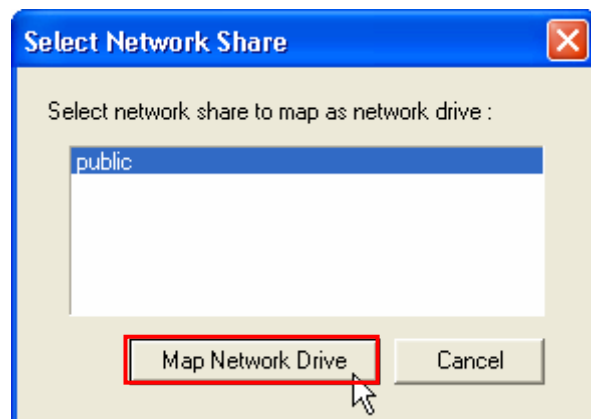 Select Network Share
Select network share to map as network drive :
public
Map Network Drive
Cancel